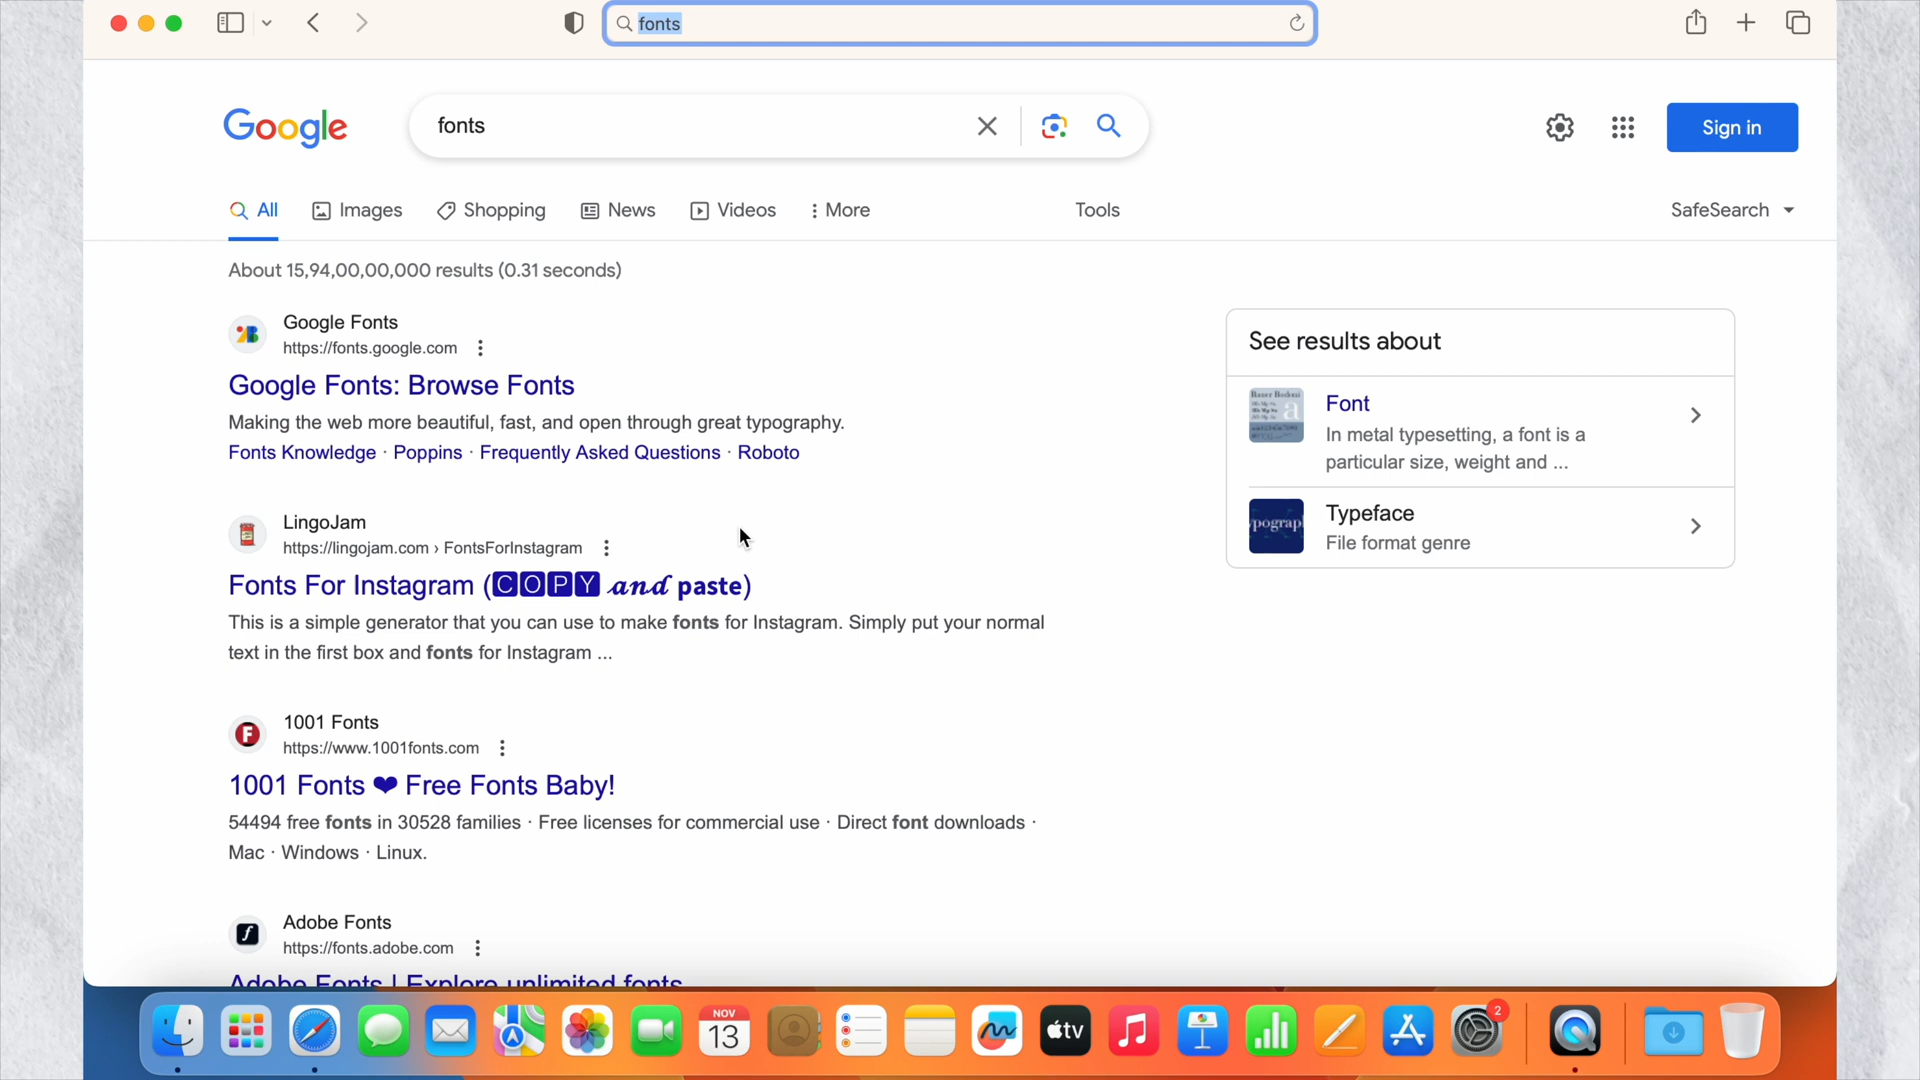 fonts
Google
fonts
Sign in
All
Images
Shopping
News
Videos
More
Tools
SafeSearch
About 15,94,00,00,000 results (0.31 seconds)
Google Fonts
https://fonts.google.com
Google Fonts: Browse Fonts
Making the web more beautiful, fast, and open through great typography.
Fonts Knowledge · Poppins · Frequently Asked Questions · Roboto
LingoJam
https://lingojam.com › FontsForInstagram
Fonts For Instagram (🅲🅾🅿🆈 𝓪𝓷𝓭 𝐩𝐚𝐬𝐭𝐞)
This is a simple generator that you can use to make fonts for Instagram. Simply put your normal
text in the first box and fonts for Instagram ...
1001 Fonts
https://www.1001fonts.com
1001 Fonts ❤ Free Fonts Baby!
54494 free fonts in 30528 families · Free licenses for commercial use · Direct font downloads ·
Mac · Windows · Linux.
Adobe Fonts
https://fonts.adobe.com
Adobe Fonts | Explore unlimited fonts
See results about
Font
In metal typesetting, a font is a
particular size, weight and ...
Typeface
File format genre
NOV
13
tv
2